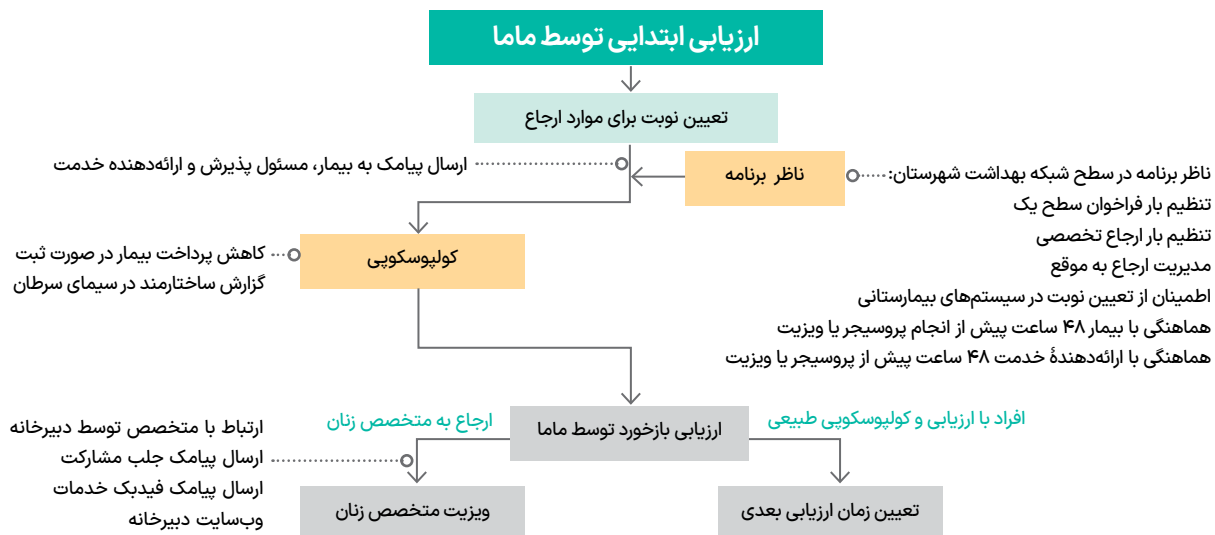 ارزیابی ابتدایی توسط ماما
تعیین نوبت برای موارد ارجاع
ارسال پیامک به بیمار، مسئول پذیرش و ارائه‌دهنده خدمت
ناظر برنامه
ناظر برنامه در سطح شبکه بهداشت شهرستان:
تنظیم بار فراخوان سطح یک
تنظیم بار ارجاع تخصصی
مدیریت ارجاع به موقع
اطمینان از تعیین نوبت در سیستم‌های بیمارستانی
هماهنگی با بیمار ۴۸ ساعت پیش از انجام پروسیجر یا ویزیت
هماهنگی با ارائه‌دهندهٔ خدمت ۴۸ ساعت پیش از پروسیجر یا ویزیت
کولپوسکوپی
کاهش پرداخت بیمار در صورت ثبت
گزارش ساختارمند در سیمای سرطان
ارزیابی بازخورد توسط ماما
افراد با ارزیابی و کولپوسکوپی طبیعی
ارجاع به متخصص زنان
تعیین زمان ارزیابی بعدی
ویزیت متخصص زنان
ارتباط با متخصص توسط دبیرخانه
ارسال پیامک جلب مشارکت
ارسال پیامک فیدبک خدمات
وب‌سایت دبیرخانه